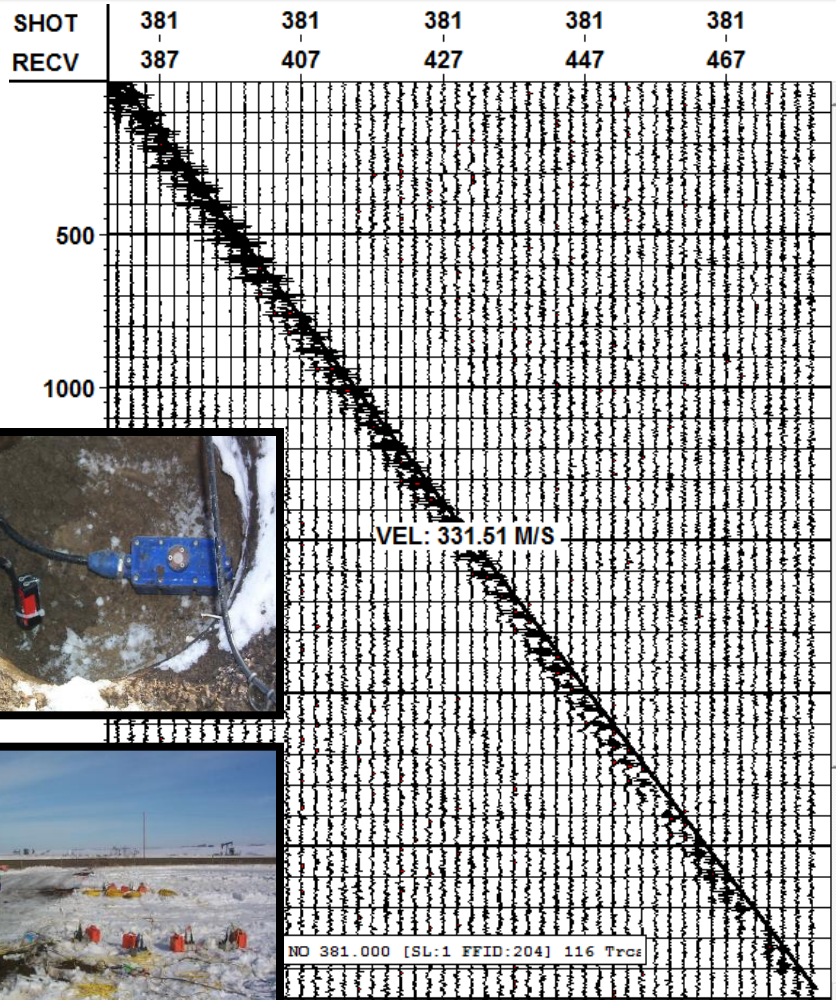 SHOT 381 381 381 381 381
RECV 387 407 427 447 467
500
1000
VEL: 331.51 M/S
NO 381.000 [SL:1 FFID:204] 116 Trcs